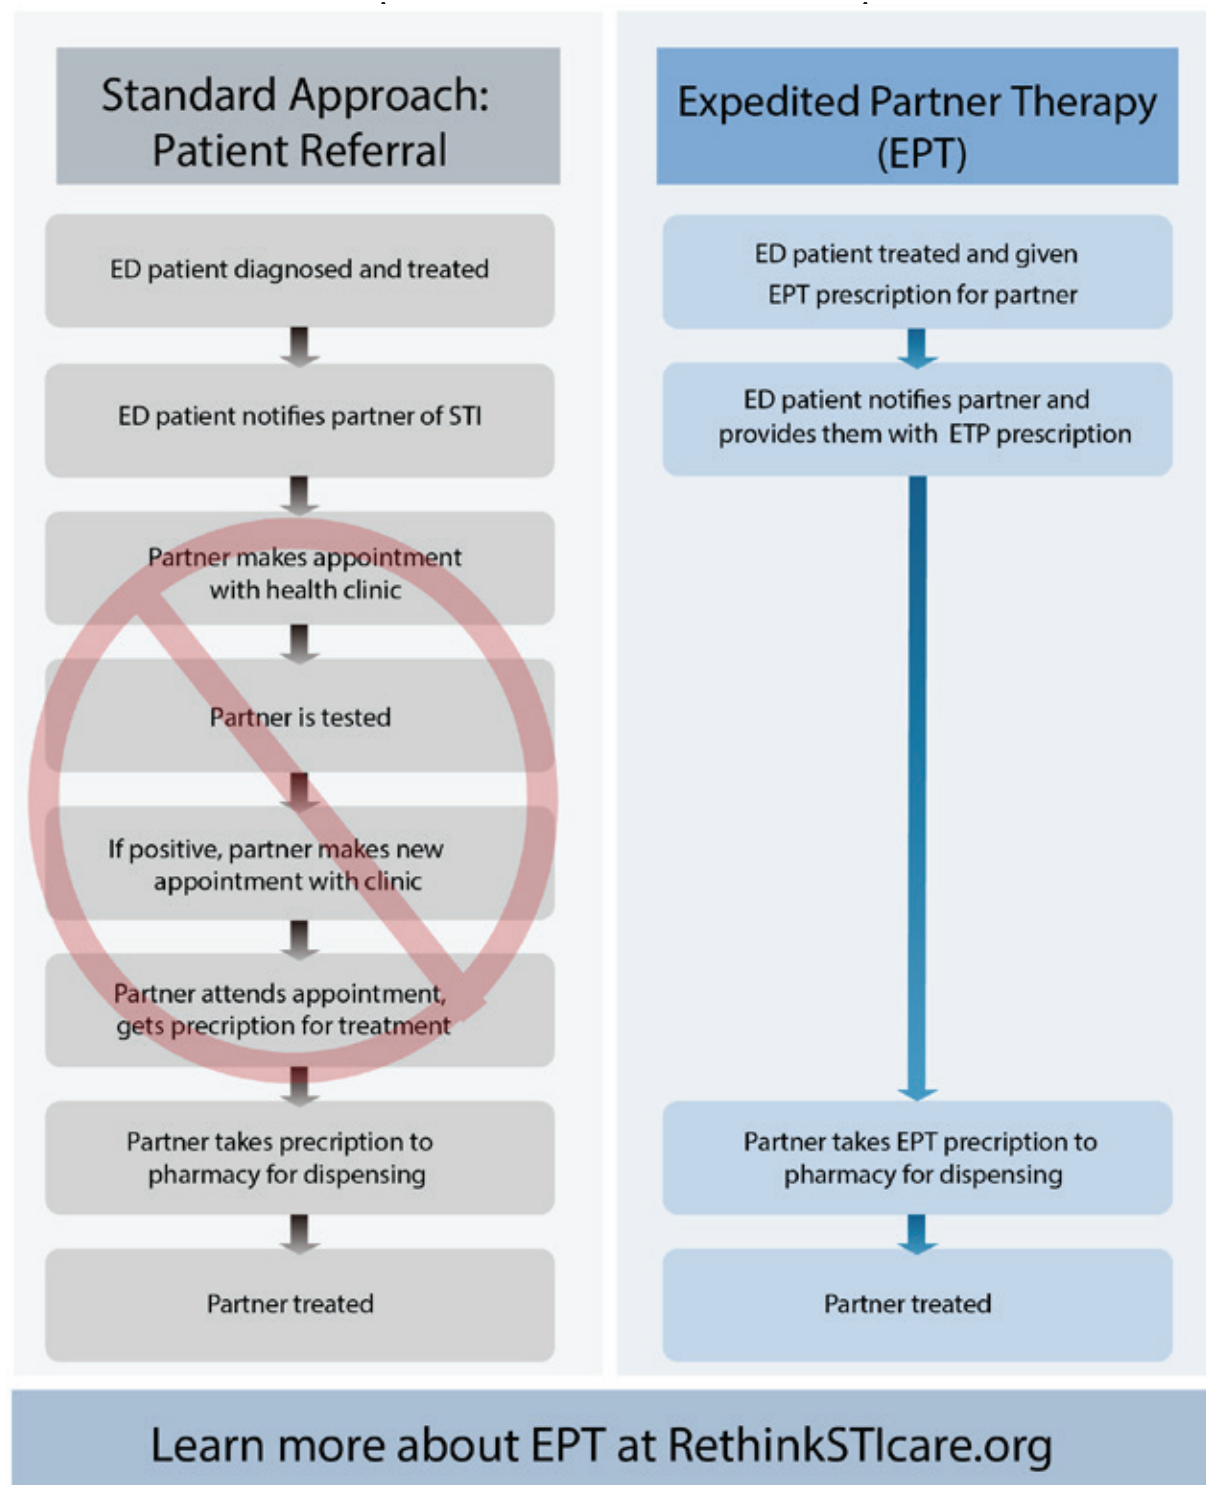 Standard Approach:
Patient Referral
ED patient diagnosed and treated
ED patient notifies partner of STI
Partner makes appointment
with health clinic
Partner is tested
If positive, partner makes new
appointment with clinic
Partner attends appointment,
gets precription for treatment
Partner takes precription to
pharmacy for dispensing
Partner treated
Expedited Partner Therapy
(EPT)
ED patient treated and given
EPT prescription for partner
ED patient notifies partner and
provides them with ETP prescription
Partner takes EPT precription to
pharmacy for dispensing
Partner treated
Learn more about EPT at RethinkSTIcare.org